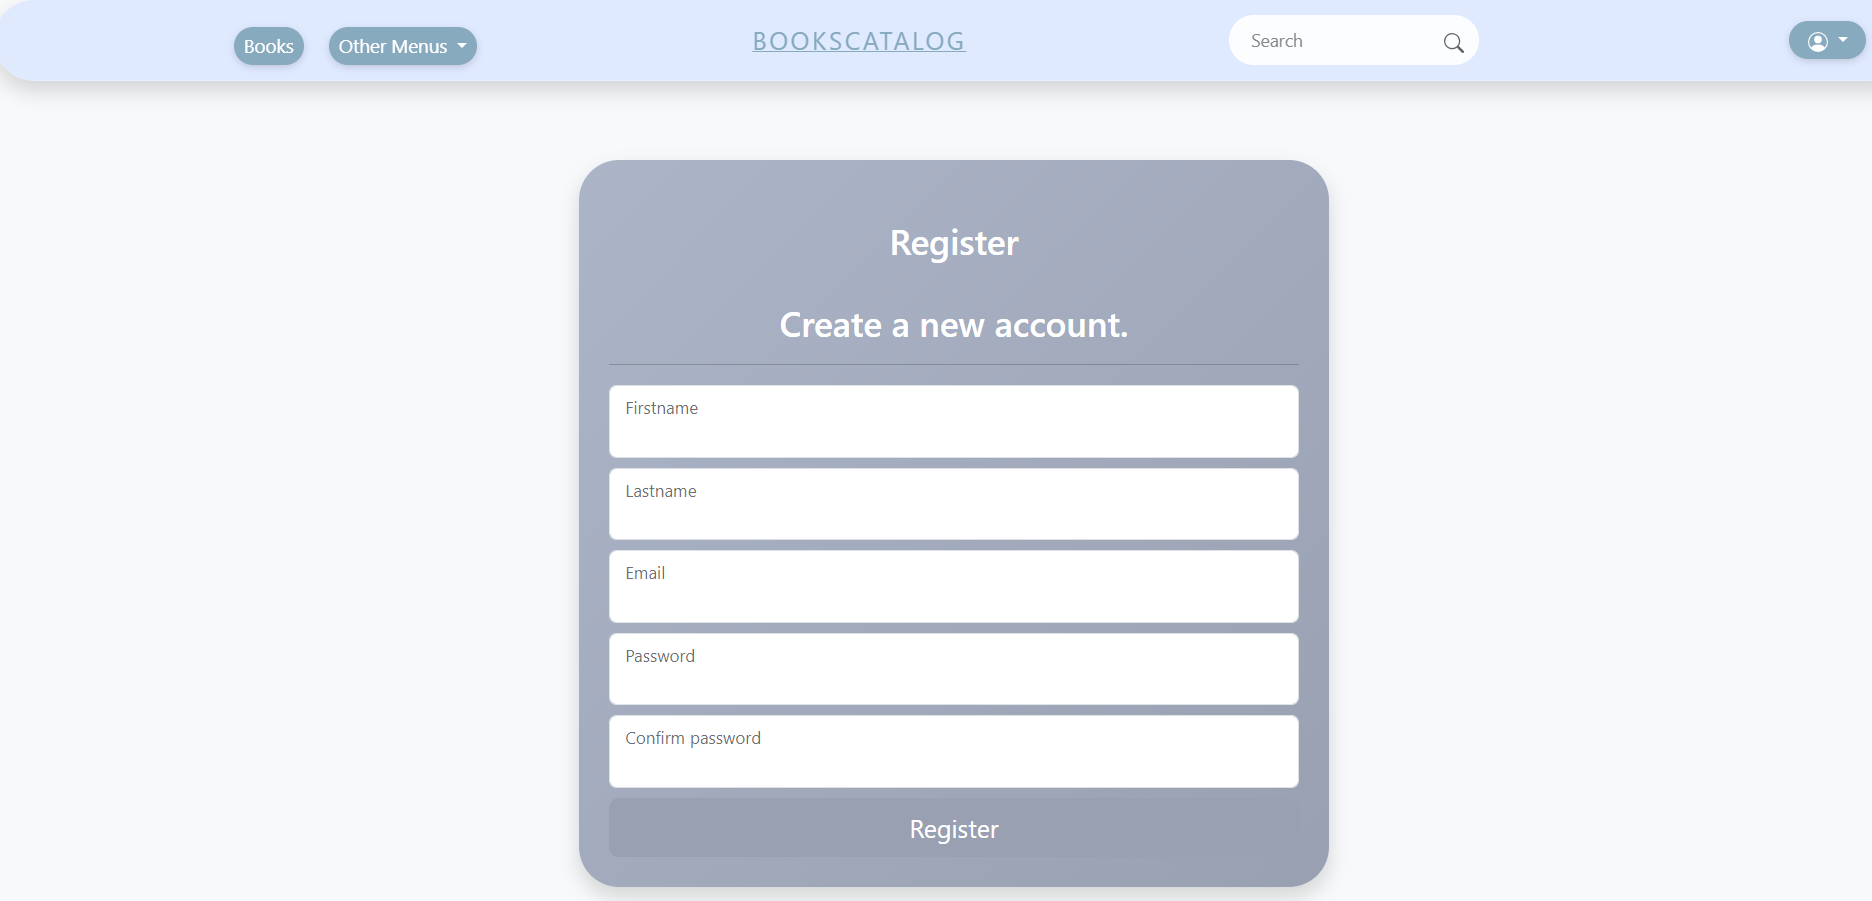 Books
Other Menus
BOOKSCATALOG
Search
Register
Create a new account.
Firstname
Lastname
Email
Password
Confirm password
Register